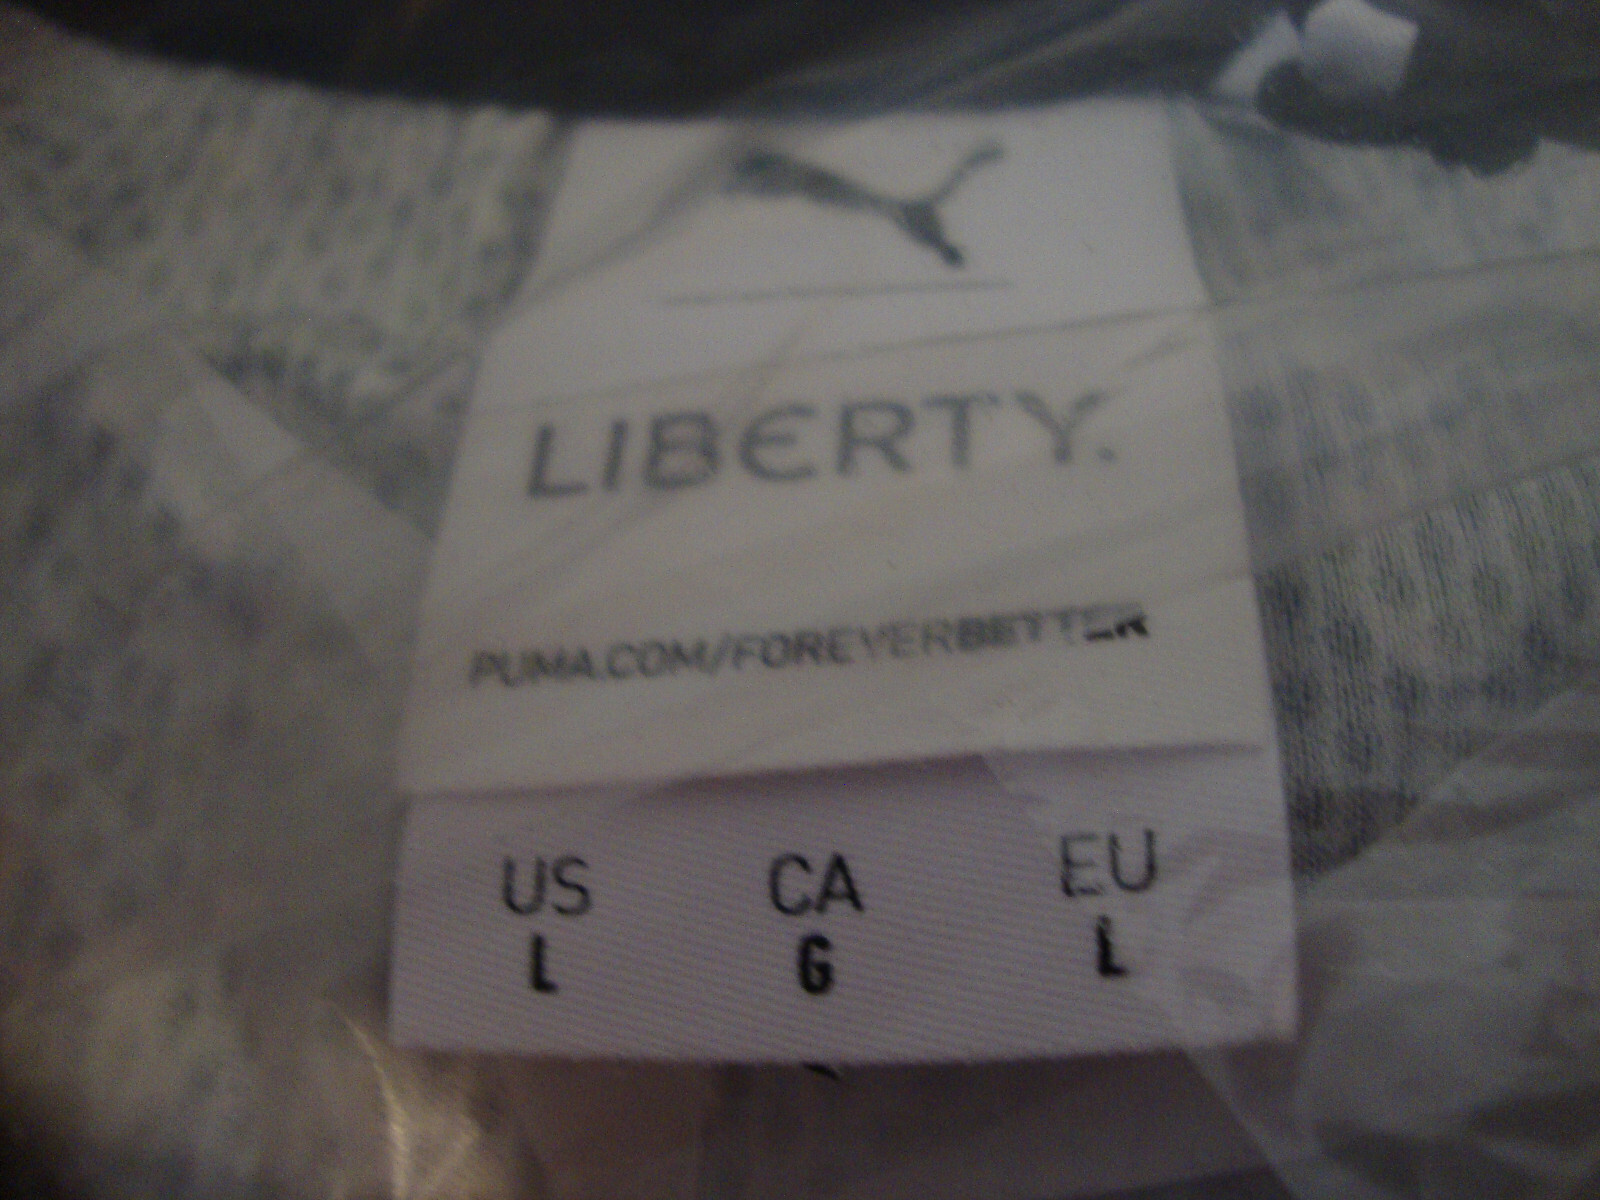 LIBERTY.
PUMA.COM/FOREVERBETTER
US CA EU
L G L